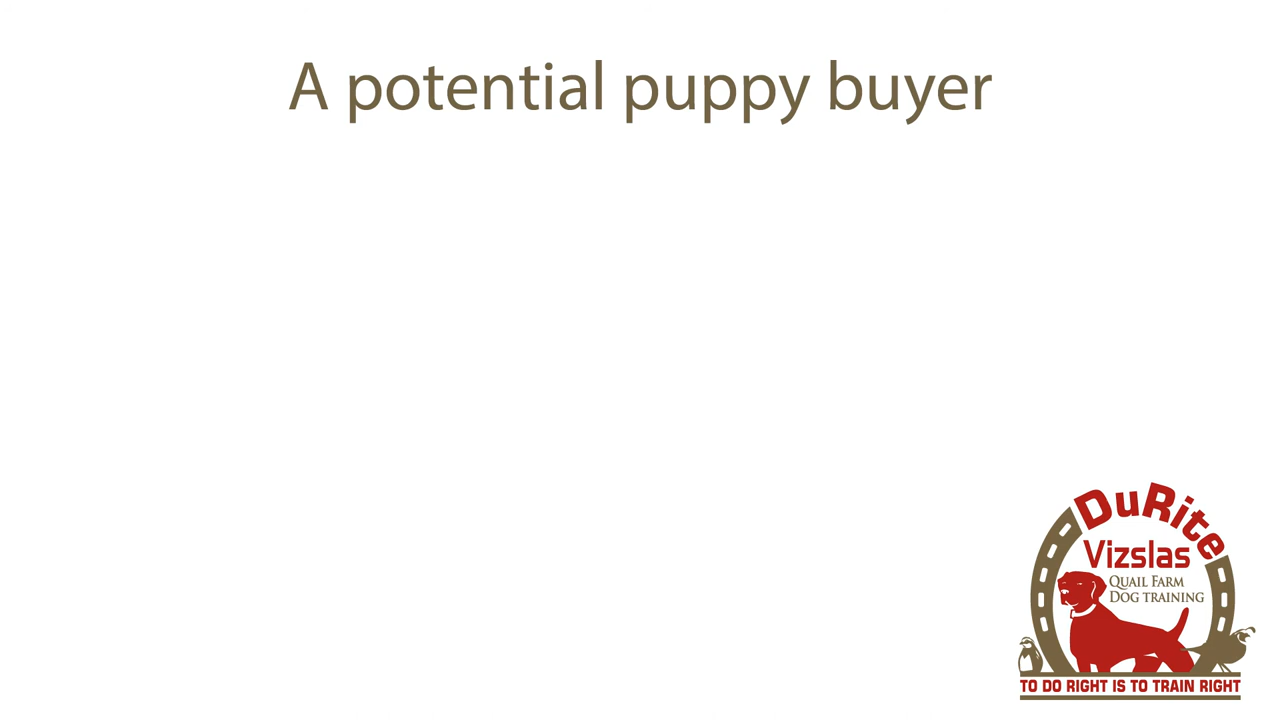 A potential puppy buyer
DuRite
Vizslas
Quail Farm
Dog training
TO DO RIGHT IS TO TRAIN RIGHT